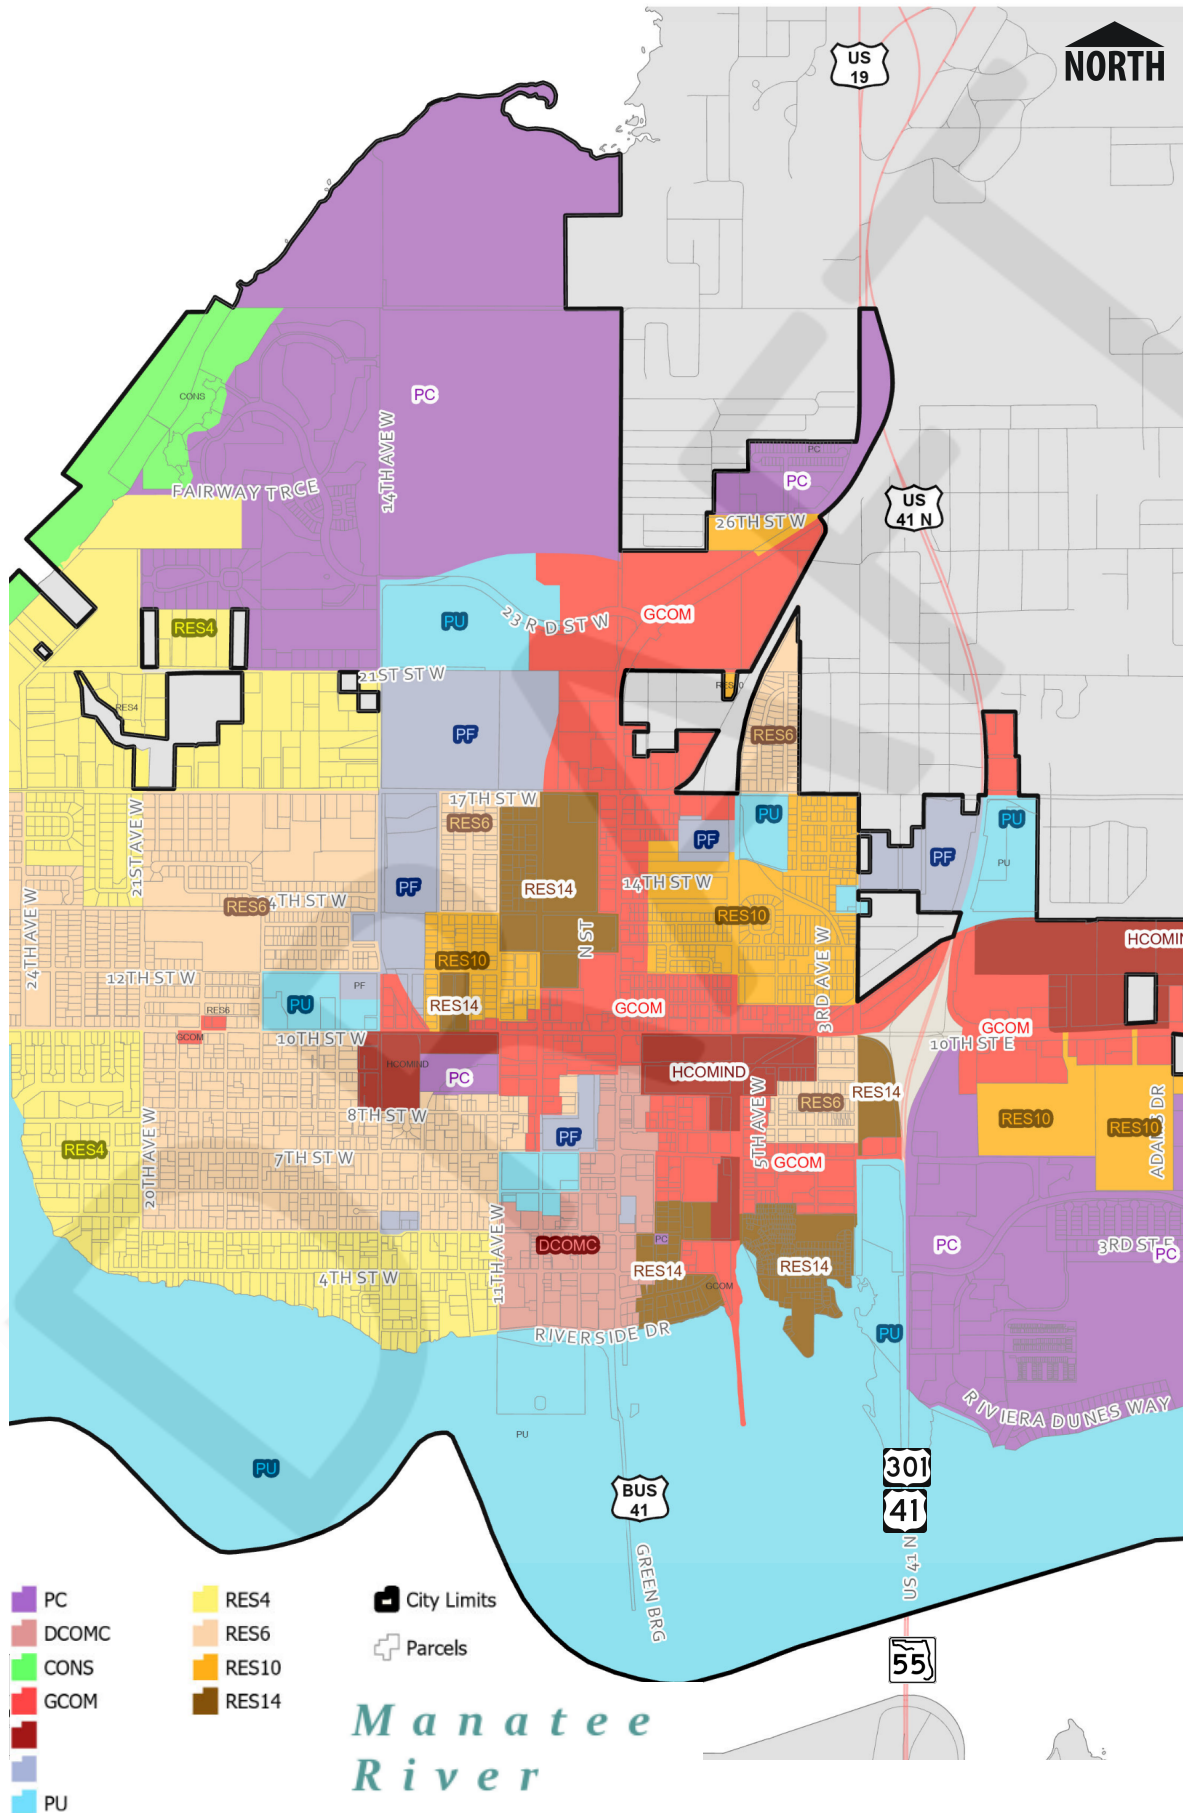 US
19
NORTH
CONS
PC
14TH AVE W
FAIRWAY TRCE
PC
PC
US
41 N
26TH ST W
PU
23RD ST W
GCOM
RES4
21ST ST W
RES4
PF
RES6
17TH ST W
RES6
PU
PF
PU
PU
PF
21ST AVE W
PF
RES14
14TH ST W
RES6
4TH ST W
RES10
24TH AVE W
N ST
3RD AVE W
HCOMIN
12TH ST W
RES10
PF
PU
RES14
GCOM
RES6
GCOM
10TH ST W
GCOM
10TH ST E
HCOMIND
PC
HCOMIND
RES14
8TH ST W
5TH AVE W
RES6
RES10
RES10
ADAMS DR
RES4
20TH AVE W
7TH ST W
PF
GCOM
11TH AVE W
DCOMC
PC
PC
3RD ST E
PC
4TH ST W
RES14
RES14
GCOM
RIVERSIDE DR
PU
RIVIERA DUNES WAY
PU
PU
301
41
BUS
41
GREEN BRG
US 41 N
55
PC
DCOMC
CONS
GCOM
PU
RES4
RES6
RES10
RES14
City Limits
Parcels
Manatee
River